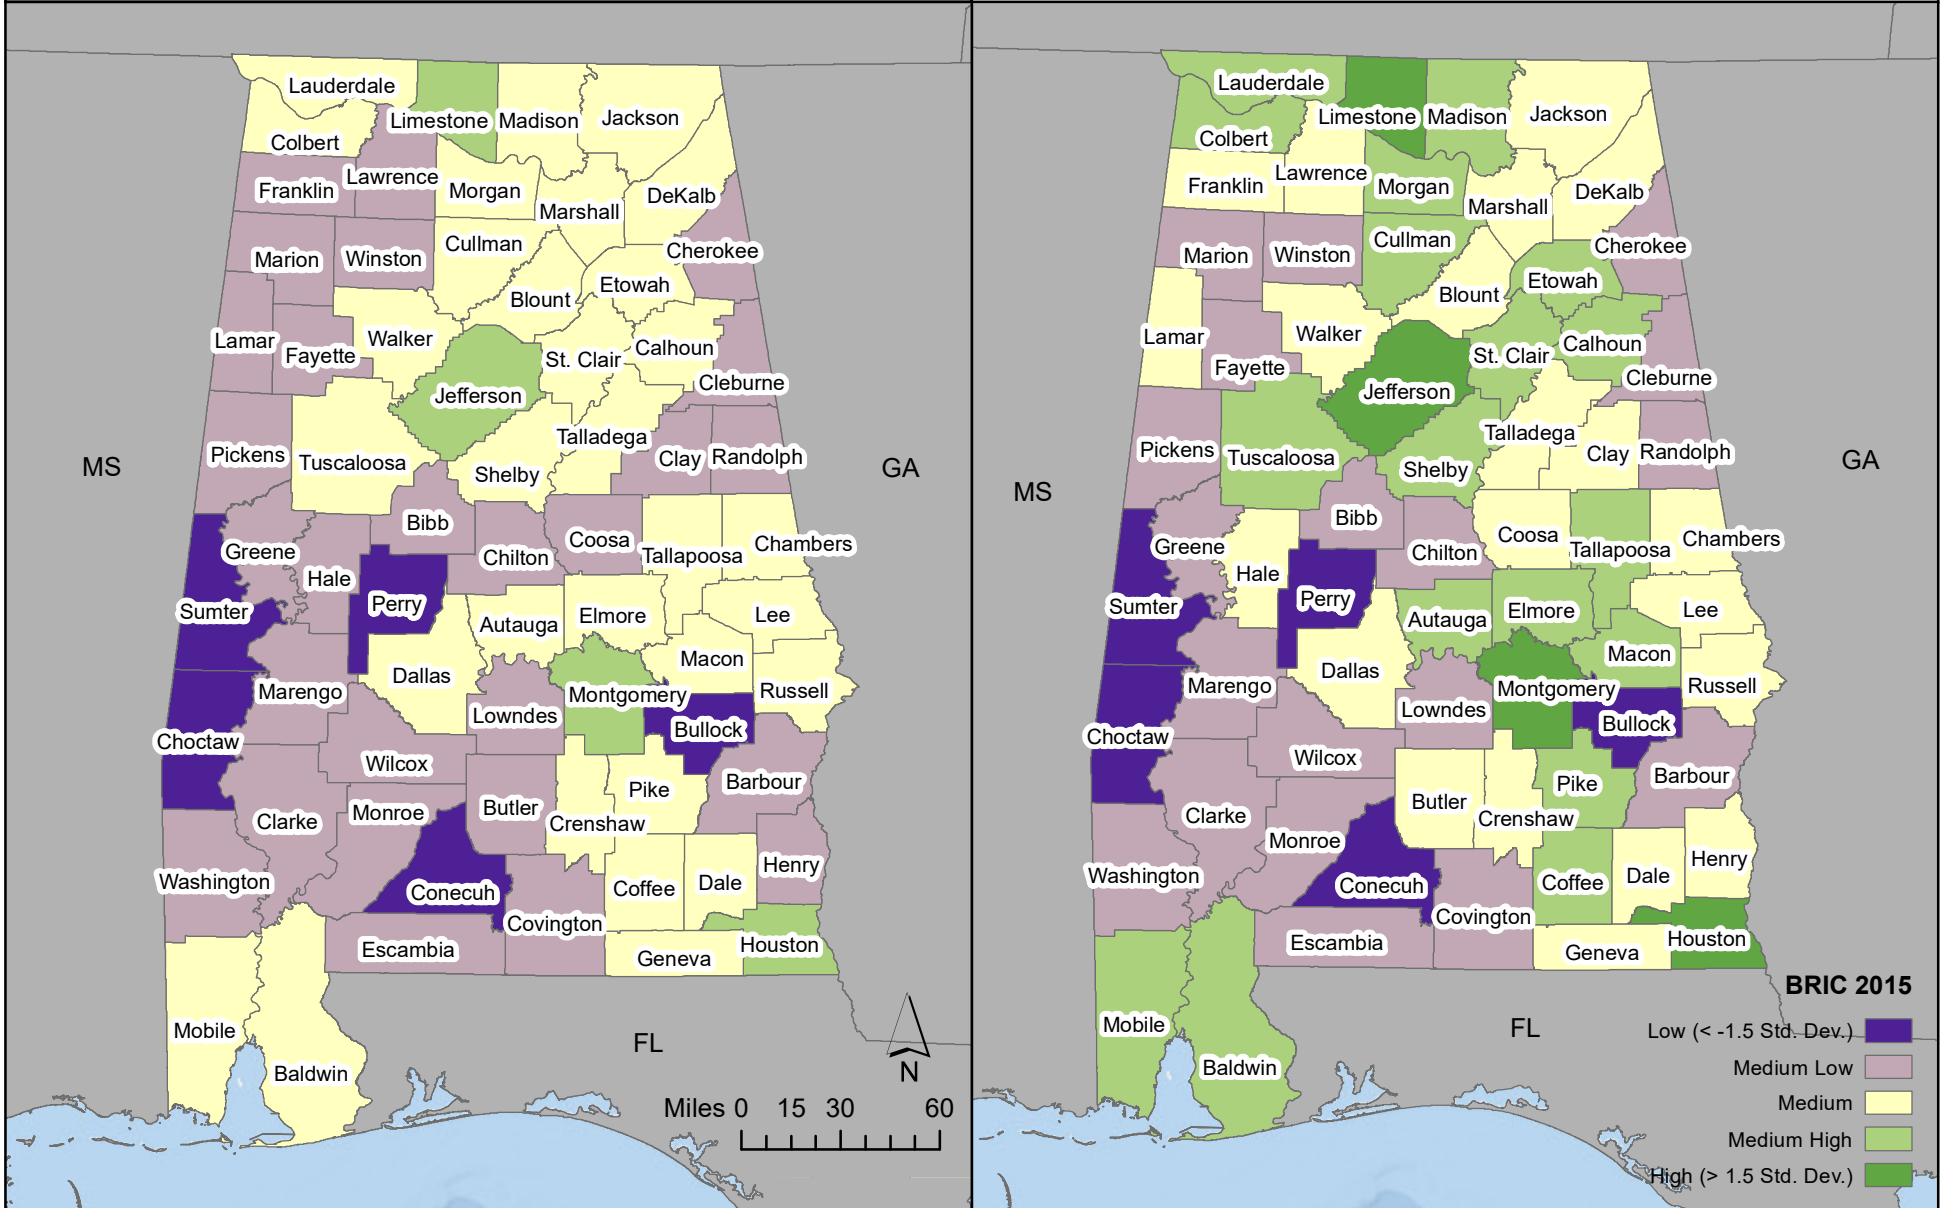 Lauderdale
Limestone
Madison
Jackson
Colbert
Franklin
Lawrence
Morgan
DeKalb
Marshall
Cullman
Cherokee
Marion
Winston
Etowah
Blount
Lamar
Fayette
Walker
St. Clair
Calhoun
Cleburne
Jefferson
Pickens
Tuscaloosa
Talladega
Shelby
Clay
Randolph
MS
GA
Bibb
Greene
Hale
Chilton
Coosa
Tallapoosa
Chambers
Sumter
Perry
Autauga
Elmore
Lee
Dallas
Macon
Marengo
Montgomery
Russell
Lowndes
Bullock
Choctaw
Wilcox
Barbour
Pike
Butler
Monroe
Clarke
Crenshaw
Washington
Henry
Conecuh
Coffee
Dale
Covington
Escambia
Geneva
Houston
Mobile
Baldwin
FL
N
Miles 0 15 30 60
Lauderdale
Limestone
Madison
Jackson
Colbert
Franklin
Lawrence
Morgan
DeKalb
Marshall
Cullman
Cherokee
Marion
Winston
Etowah
Blount
Lamar
Fayette
Walker
St. Clair
Calhoun
Cleburne
Jefferson
Pickens
Tuscaloosa
Talladega
Shelby
Clay
Randolph
MS
GA
Bibb
Greene
Hale
Chilton
Coosa
Tallapoosa
Chambers
Sumter
Perry
Autauga
Elmore
Lee
Dallas
Macon
Marengo
Montgomery
Russell
Lowndes
Bullock
Choctaw
Wilcox
Barbour
Pike
Butler
Monroe
Clarke
Crenshaw
Washington
Henry
Conecuh
Coffee
Dale
Covington
Escambia
Geneva
Houston
Mobile
Baldwin
FL
BRIC 2015
Low (< -1.5 Std. Dev.)
Medium Low
Medium
Medium High
High (> 1.5 Std. Dev.)